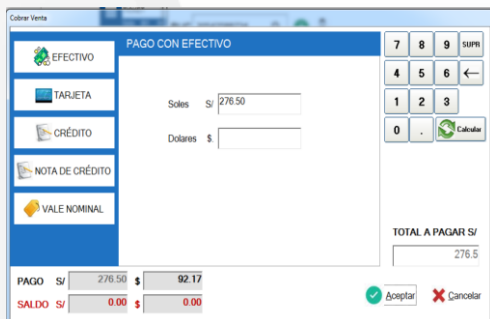 Cobrar Venta
PAGO CON EFECTIVO
EFECTIVO
TARJETA
CRÉDITO
NOTA DE CRÉDITO
VALE NOMINAL
Soles S/ 276.50
Dolares $.
7 8 9 SUPR
4 5 6 ←
1 2 3
0 . Calcular
TOTAL A PAGAR S/
276.5
PAGO S/ 276.50 $ 92.17
SALDO S/ 0.00 $ 0.00
Aceptar Cancelar